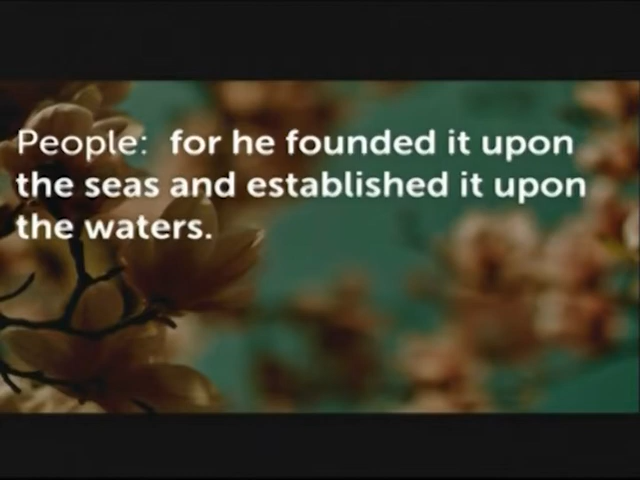 People: for he founded it upon
the seas and established it upon
the waters.